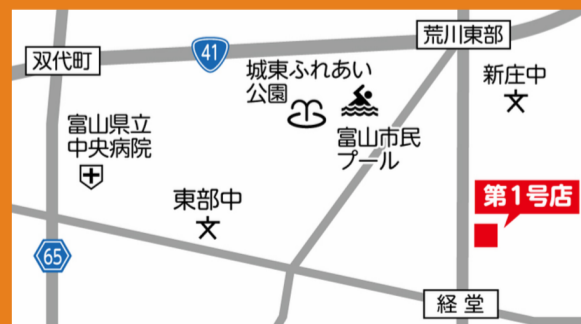 41
荒川東部
双代町
城東ふれあい
公園
新庄中
富山県立
中央病院
富山市民
プール
東部中
第1号店
65
経堂